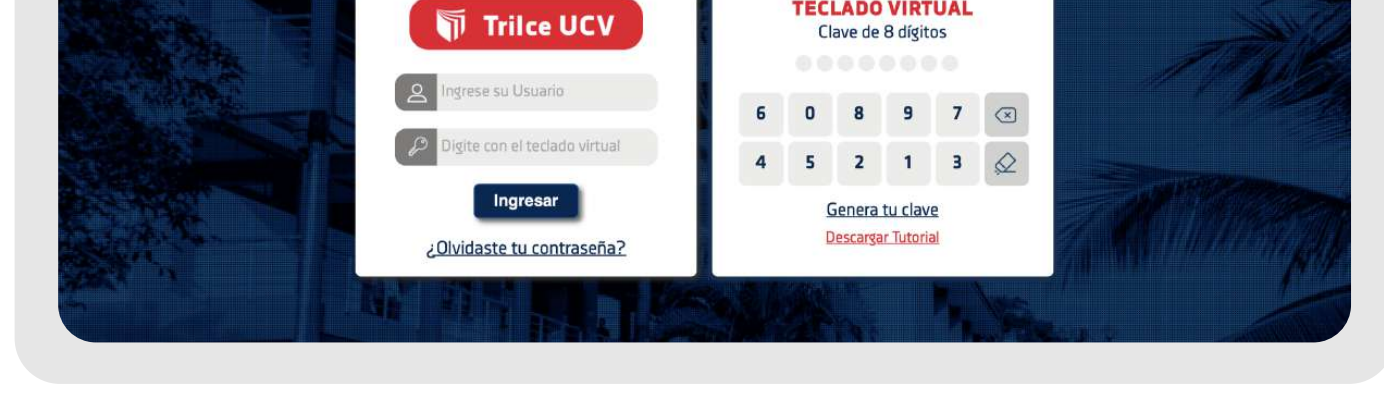 Trilce UCV
Ingrese su Usuario
Digite con el teclado virtual
Ingresar
¿Olvidaste tu contraseña?
TECLADO VIRTUAL
Clave de 8 dígitos
6 0 8 9 7
4 5 2 1 3
Genera tu clave
Descargar Tutorial